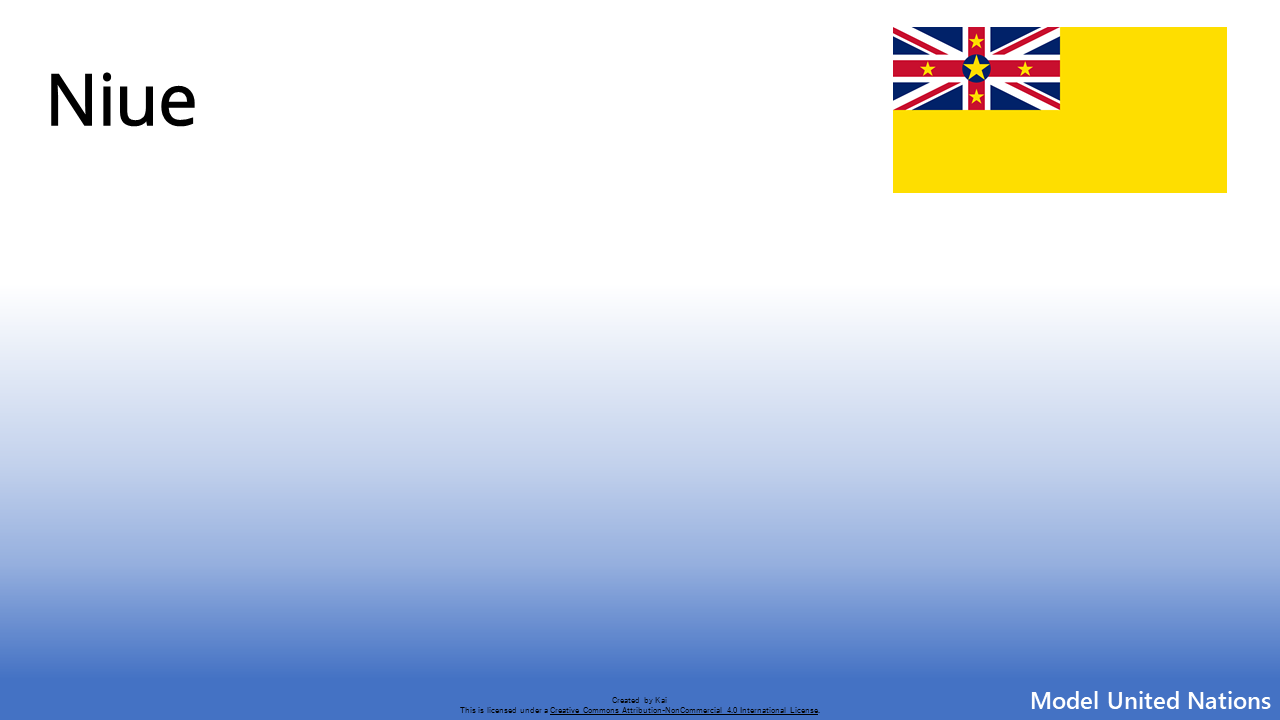 Niue
Created by Kai
This is licensed under a Creative Commons Attribution-NonCommercial 4.0 International License.
Model United Nations